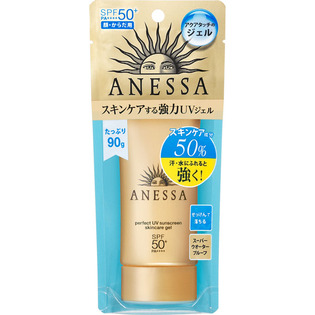 SPF50+
PA++++
顔・からだ用
アクアタッチの
ジェル
ANESSA
スキンケアする強力UVジェル
たっぷり
90g
スキンケア成分
50%
汗・水にふれると
強く!
ANESSA
perfect UV sunscreen
skincare gel
SPF
50+
PA++++
せっけんで
落ちる
スーパー
ウォーター
プルーフ